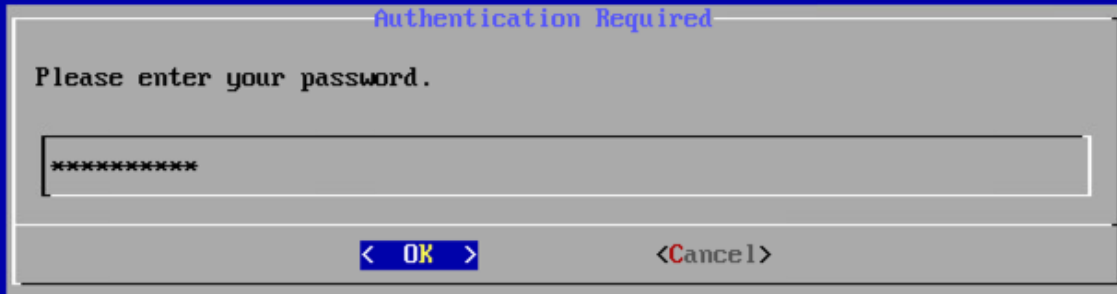 Authentication Required
Please enter your password.
**********
< OK > <Cancel>